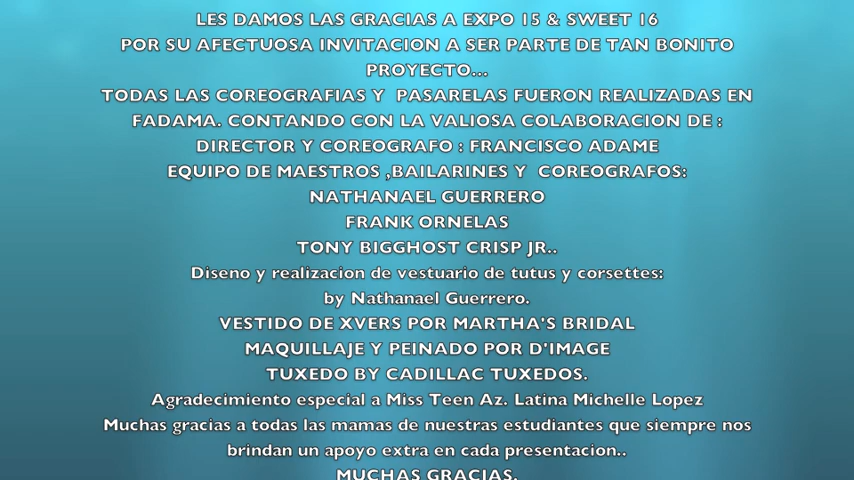 LES DAMOS LAS GRACIAS A EXPO 15 & SWEET 16
POR SU AFECTUOSA INVITACION A SER PARTE DE TAN BONITO
PROYECTO...
TODAS LAS COREOGRAFIAS Y  PASARELAS FUERON REALIZADAS EN
FADAMA. CONTANDO CON LA VALIOSA COLABORACION DE :
DIRECTOR Y COREOGRAFO : FRANCISCO ADAME
EQUIPO DE MAESTROS ,BAILARINES Y  COREOGRAFOS:
NATHANAEL GUERRERO
FRANK ORNELAS
TONY BIGGHOST CRISP JR..
Diseno y realizacion de vestuario de tutus y corsettes:
by Nathanael Guerrero.
VESTIDO DE XVERS POR MARTHA'S BRIDAL
MAQUILLAJE Y PEINADO POR D'IMAGE
TUXEDO BY CADILLAC TUXEDOS.
Agradecimiento especial a Miss Teen Az. Latina Michelle Lopez
Muchas gracias a todas las mamas de nuestras estudiantes que siempre nos
brindan un apoyo extra en cada presentacion..
MUCHAS GRACIAS.